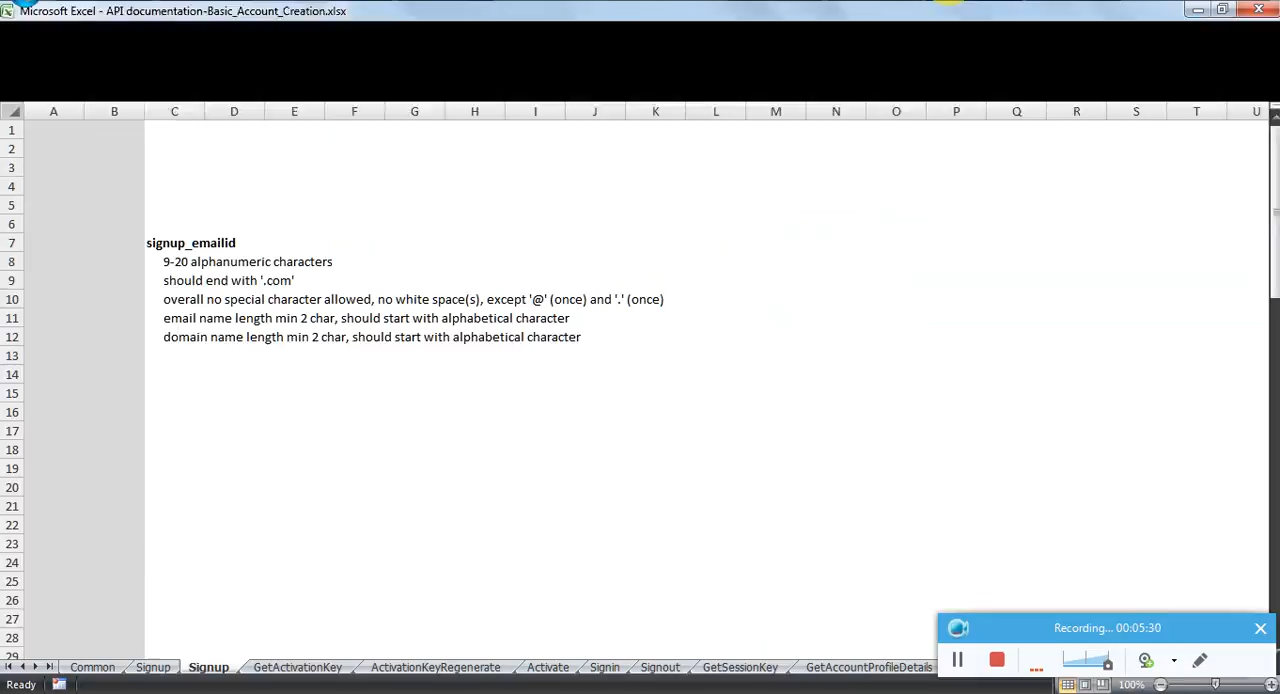 Microsoft Excel - API documentation-Basic_Account_Creation.xlsx
A B C D E F G H I J K L M N O P Q R S T U
1
2
3
4
5
6
7 signup_emailid
8 9-20 alphanumeric characters
9 should end with '.com'
10 overall no special character allowed, no white space(s), except '@' (once) and '.' (once)
11 email name length min 2 char, should start with alphabetical character
12 domain name length min 2 char, should start with alphabetical character
13
14
15
16
17
18
19
20
21
22
23
24
25
26
27
28
29
Recording... 00:05:30
Common Signup Signup GetActivationKey ActivationKeyRegenerate Activate Signin Signout GetSessionKey GetAccountProfileDetails
Ready 100%